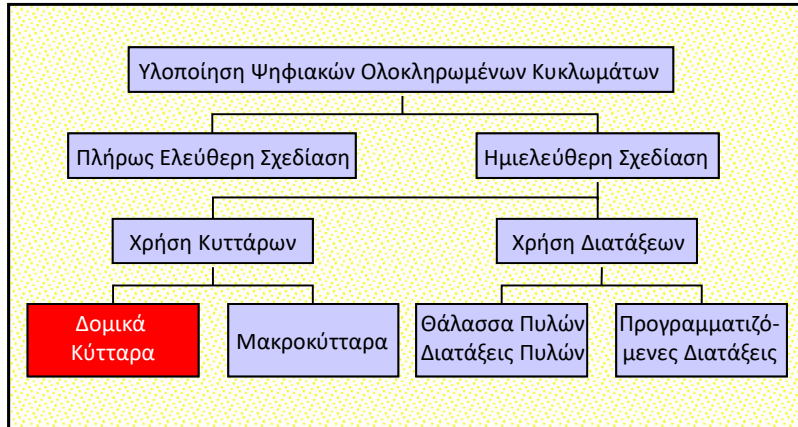 Υλοποίηση Ψηφιακών Ολοκληρωμένων Κυκλωμάτων
Πλήρως Ελεύθερη Σχεδίαση
Ημιελεύθερη Σχεδίαση
Χρήση Κυττάρων
Χρήση Διατάξεων
Δομικά
Κύτταρα
Μακροκύτταρα
Θάλασσα Πυλών
Διατάξεις Πυλών
Προγραμματιζό-
μενες Διατάξεις